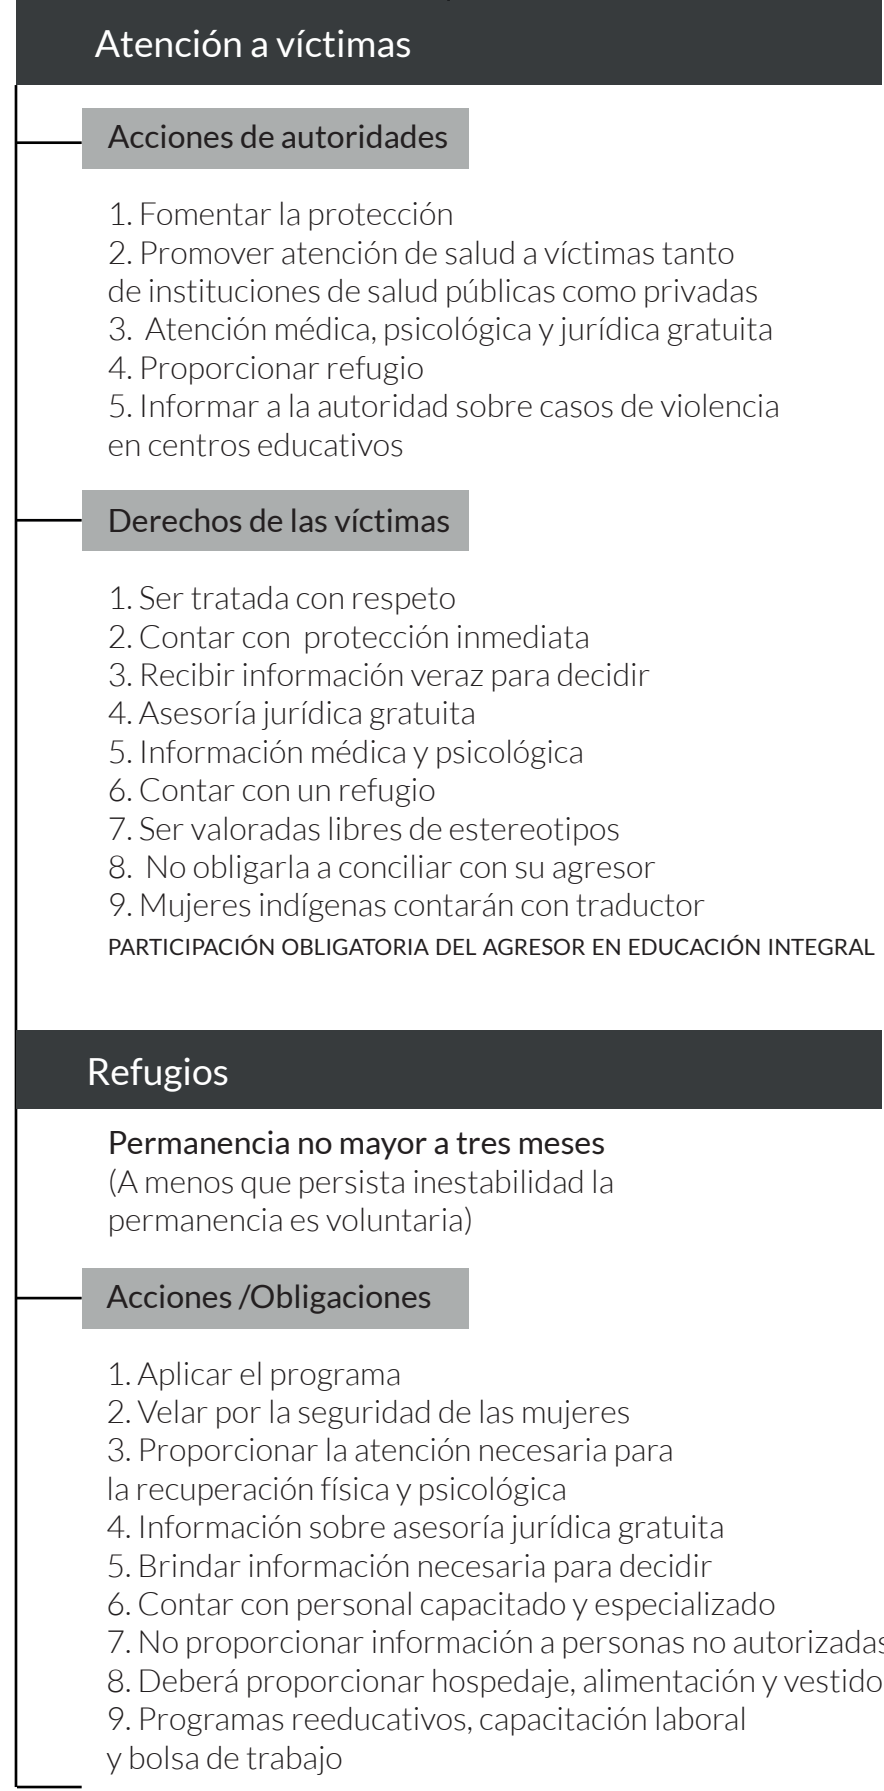 Atención a víctimas
Acciones de autoridades
1. Fomentar la protección
2. Promover atención de salud a víctimas tanto
de instituciones de salud públicas como privadas
3.  Atención médica, psicológica y jurídica gratuita
4. Proporcionar refugio
5. Informar a la autoridad sobre casos de violencia
en centros educativos
Derechos de las víctimas
1. Ser tratada con respeto
2. Contar con  protección inmediata
3. Recibir información veraz para decidir
4. Asesoría jurídica gratuita
5. Información médica y psicológica
6. Contar con un refugio
7. Ser valoradas libres de estereotipos
8.  No obligarla a conciliar con su agresor
9. Mujeres indígenas contarán con traductor
PARTICIPACIÓN OBLIGATORIA DEL AGRESOR EN EDUCACIÓN INTEGRAL
Refugios
Permanencia no mayor a tres meses
(A menos que persista inestabilidad la
permanencia es voluntaria)
Acciones /Obligaciones
1. Aplicar el programa
2. Velar por la seguridad de las mujeres
3. Proporcionar la atención necesaria para
la recuperación física y psicológica
4. Información sobre asesoría jurídica gratuita
5. Brindar información necesaria para decidir
6. Contar con personal capacitado y especializado
7. No proporcionar información a personas no autorizadas
8. Deberá proporcionar hospedaje, alimentación y vestido
9. Programas reeducativos, capacitación laboral
y bolsa de trabajo